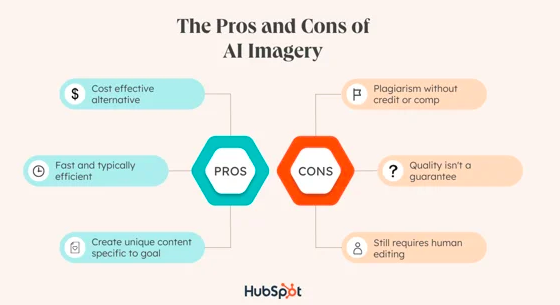 The Pros and Cons of
AI Imagery
$
Cost effective
alternative
Fast and typically
efficient
Create unique content
specific to goal
PROS
CONS
Plagiarism without
credit or comp
?
Quality isn't a
guarantee
Still requires human
editing
HubSpot